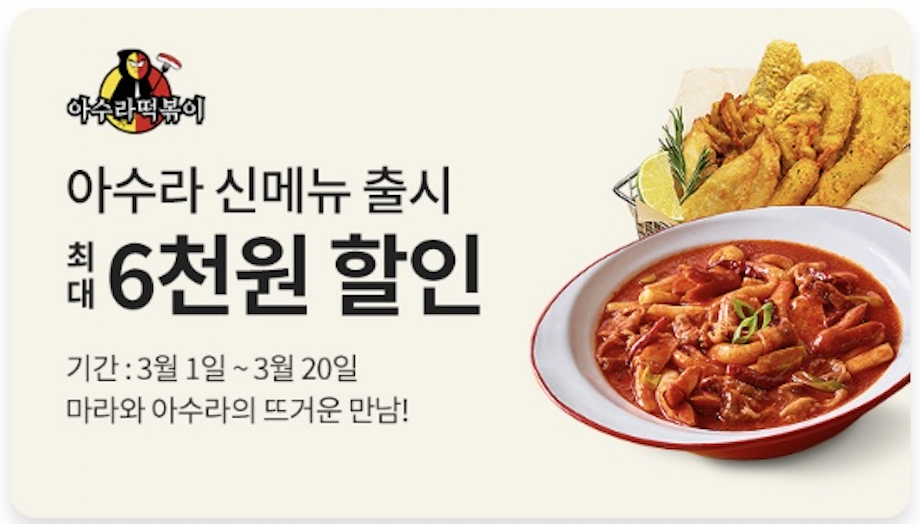 아수라떡볶이
아수라 신메뉴 출시
최대 6천원 할인
기간 : 3월 1일 ~ 3월 20일
마라와 아수라의 뜨거운 만남!